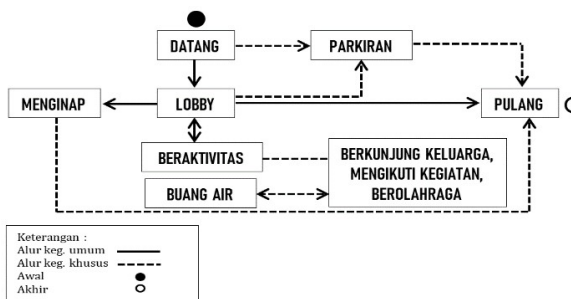 DATANG
PARKIRAN
MENGINAP
LOBBY
PULANG
BERAKTIVITAS
BERKUNJUNG KELUARGA,
MENGIKUTI KEGIATAN,
BEROLAHRAGA
BUANG AIR
Keterangan :
Alur keg. umum
Alur keg. khusus
Awal
Akhir